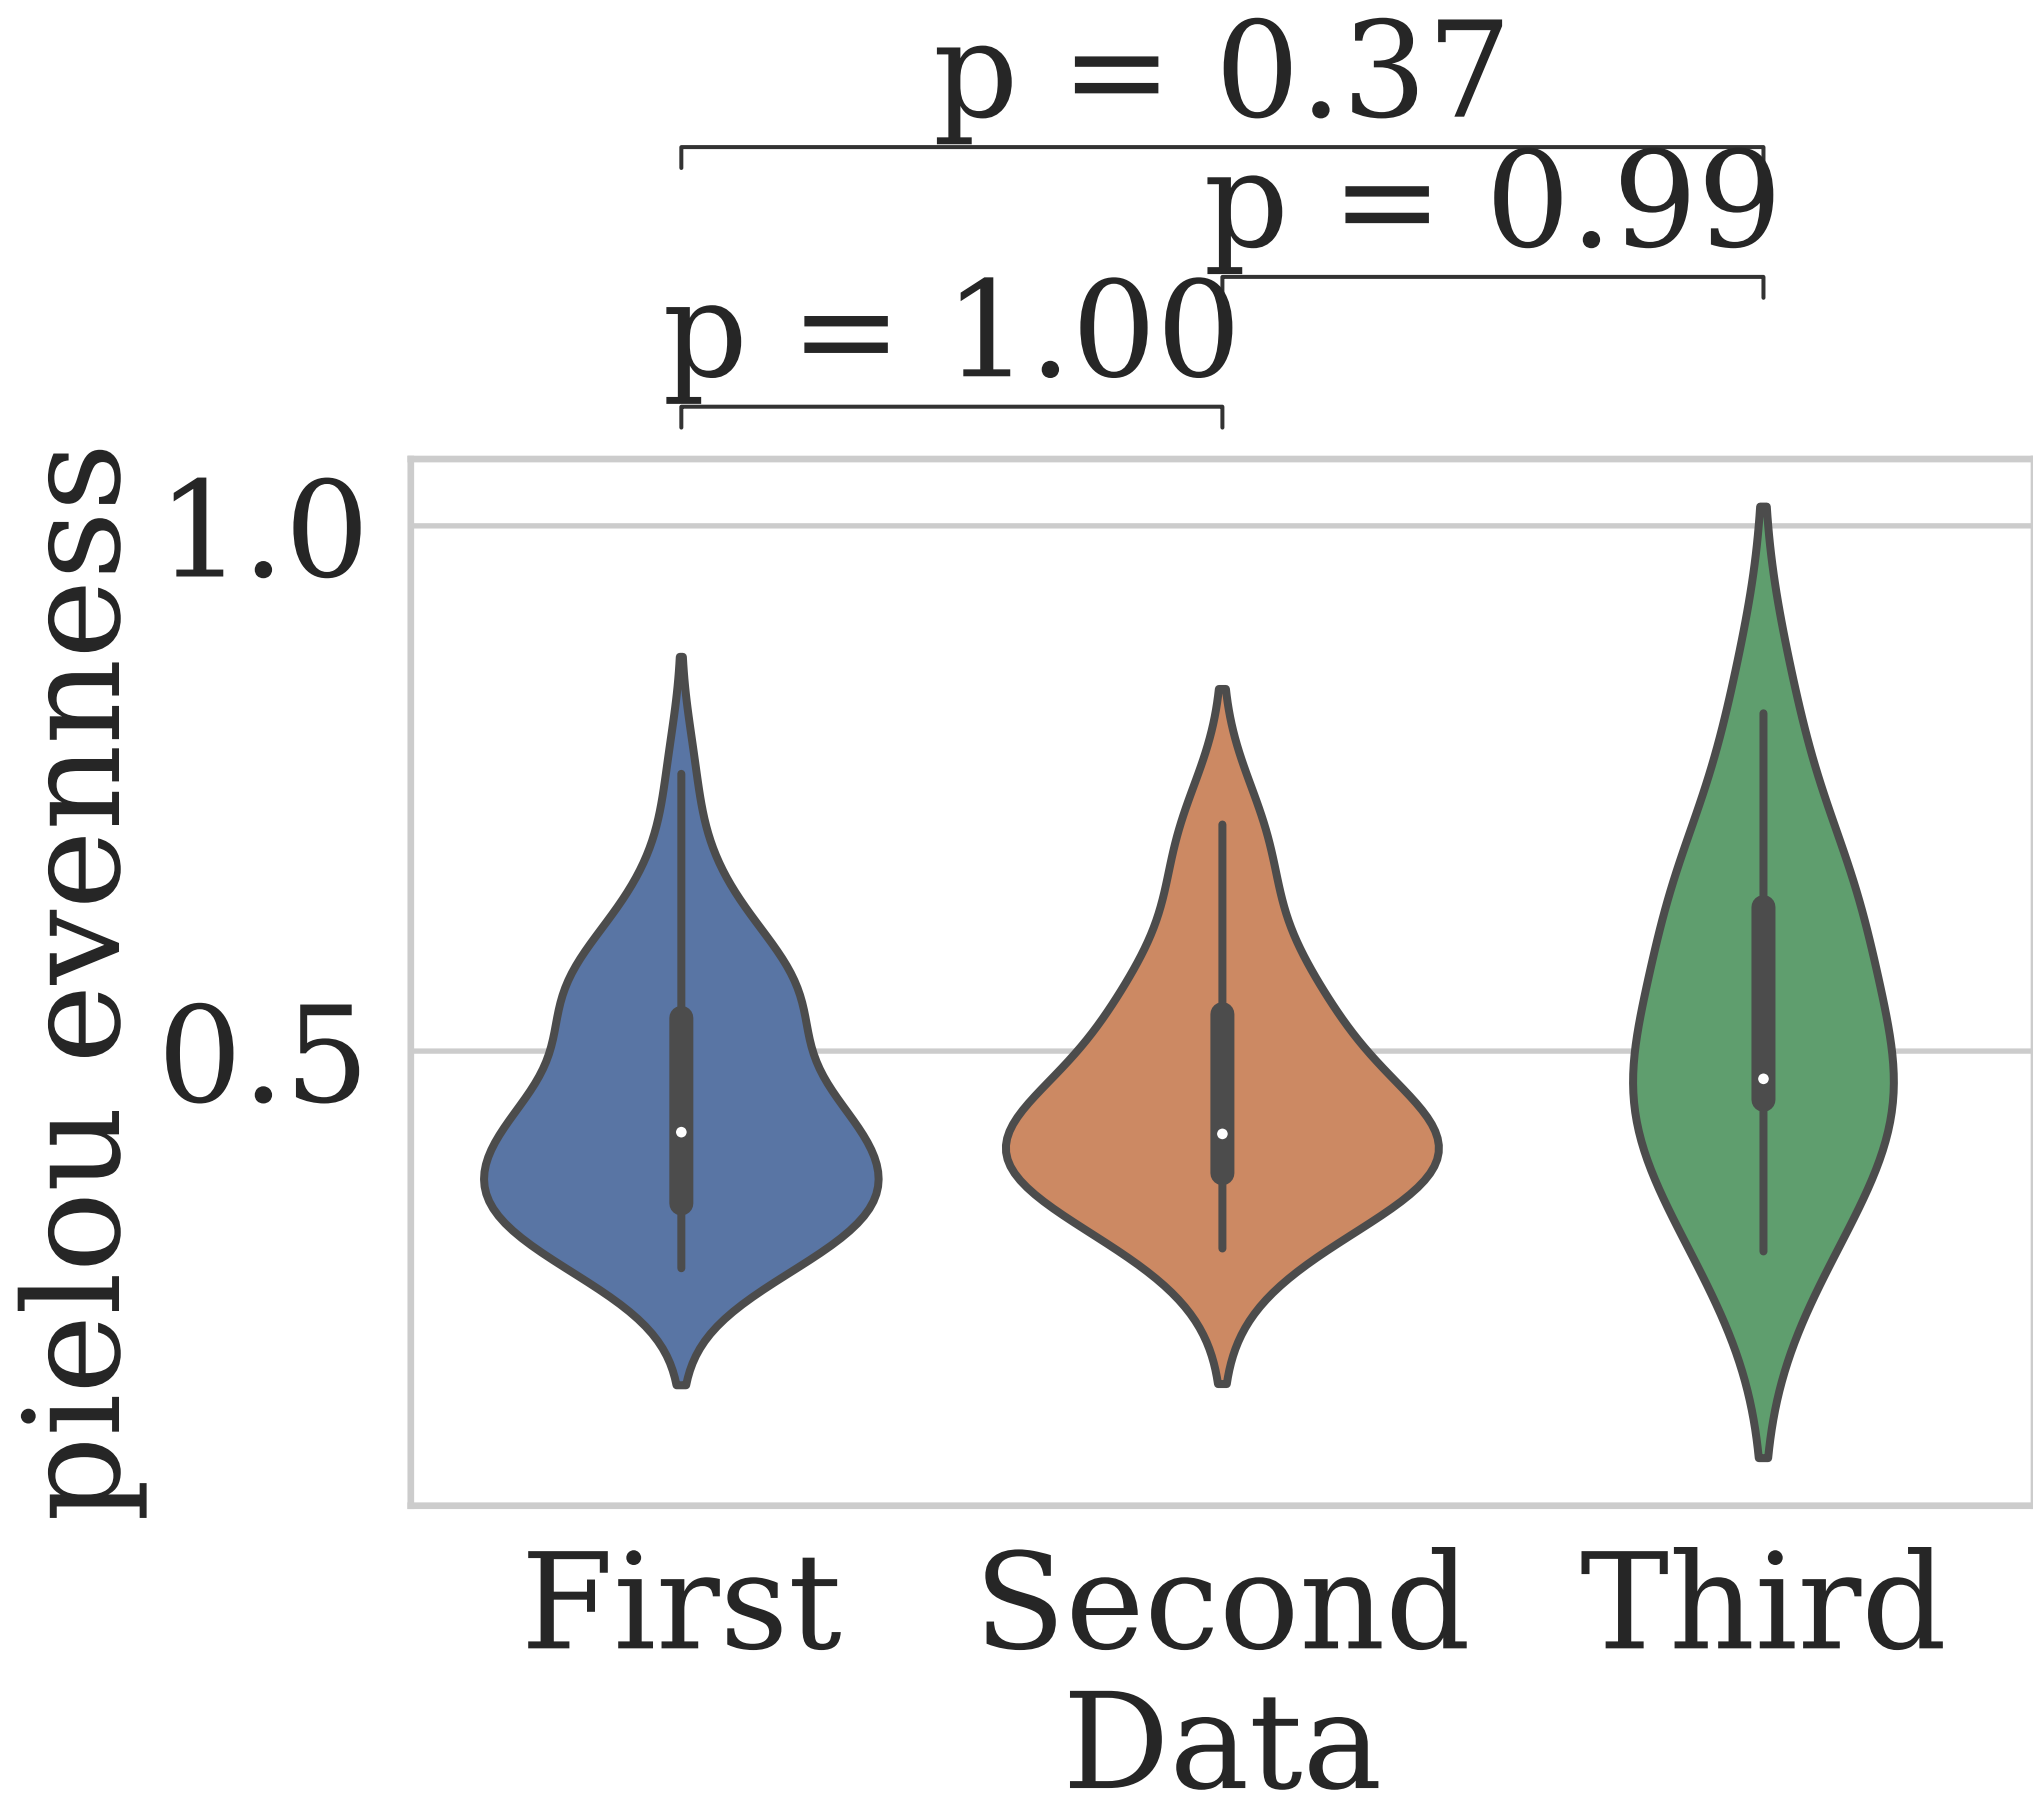 p = 0.37
p = 0.99
p = 1.00
pielou evenness
1.0
0.5
First Second Third
Data